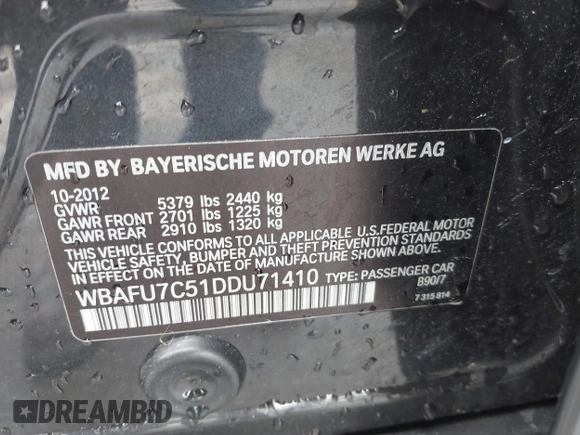 MFD BY BAYERISCHE MOTOREN WERKE AG
10-2012
GVWR 5379 lbs 2440 kg
GAWR FRONT 2701 lbs 1225 kg
GAWR REAR 2910 lbs 1320 kg
THIS VEHICLE CONFORMS TO ALL APPLICABLE U.S.FEDERAL MOTOR
VEHICLE SAFETY, BUMPER, AND THEFT PREVENTION STANDARDS
IN EFFECT ON THE DATE OF MANUFACTURE SHOWN ABOVE.
WBAFU7C51DDU71410 TYPE: PASSENGER CAR
B90/7
7 315 814
DREAMBID